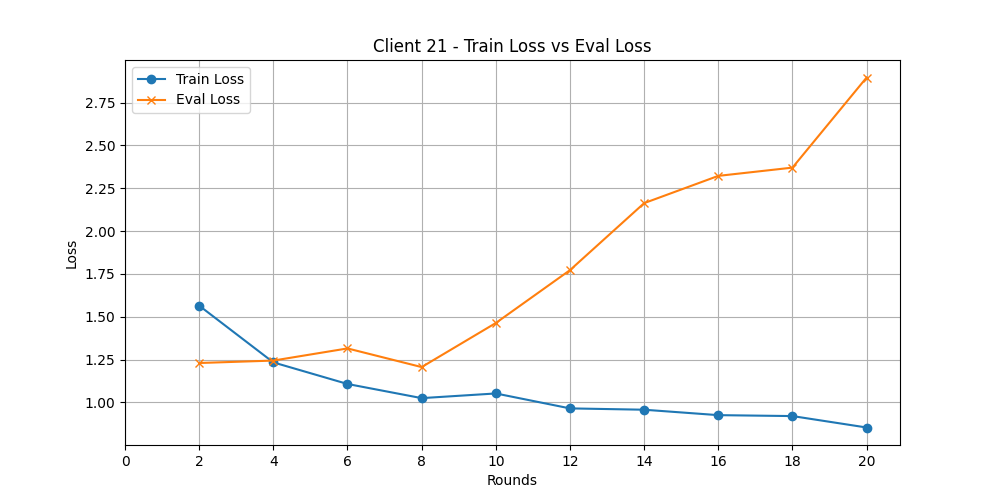 Client 21 - Train Loss vs Eval Loss
Train Loss
Eval Loss
2.75
2.50
2.25
2.00
1.75
1.50
1.25
1.00
Loss
0 2 4 6 8 10 12 14 16 18 20
Rounds